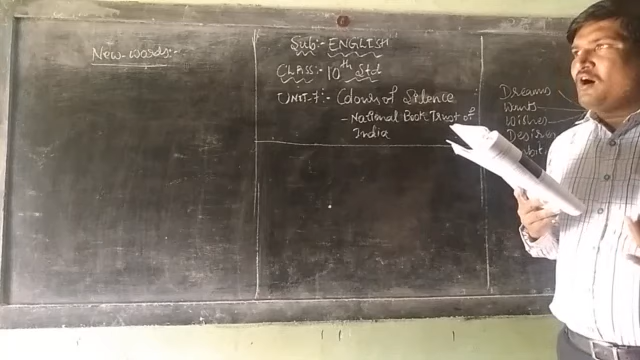 New words:-
Sub:- ENGLISH
CLASS:- 10th Std
UNIT-7:- Colours of Silence
- National Book Trust of
India
Dreams
Wants
Wishes
Desires